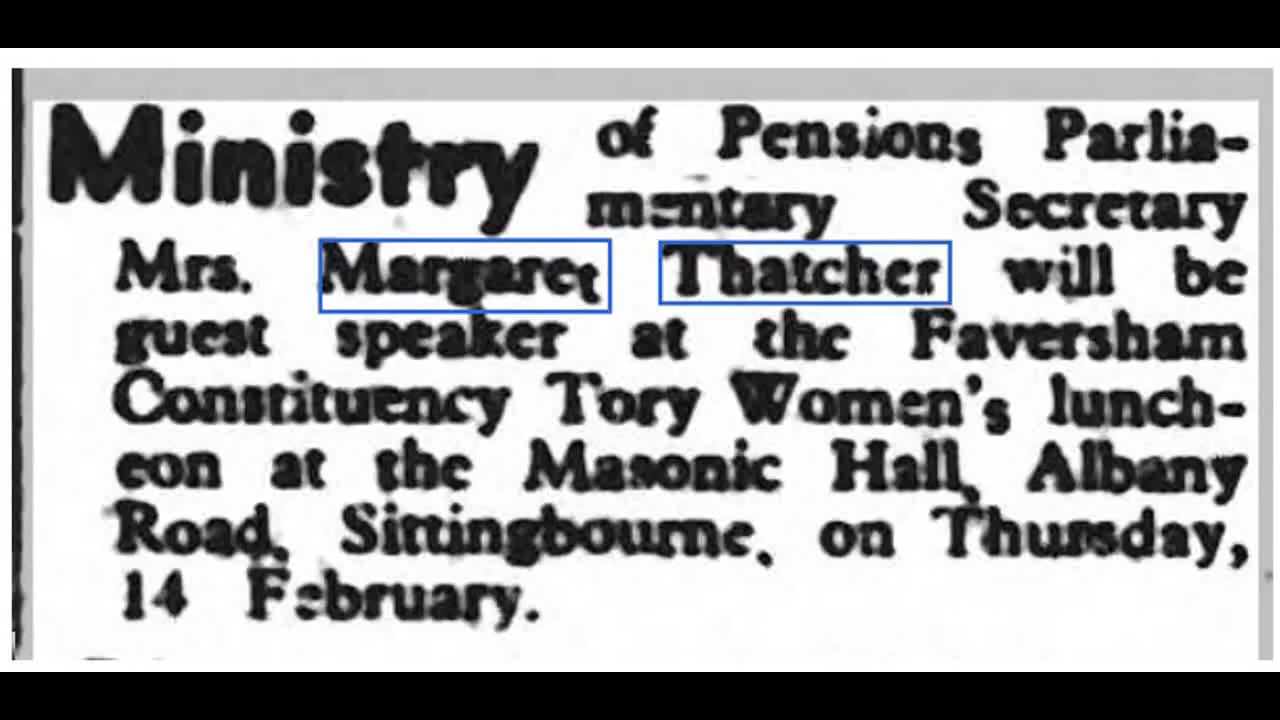 Ministry of Pensions Parlia-
mentary Secretary
Mrs. Margaret Thatcher will be
guest speaker at the Faversham
Constituency Tory Women's lunch-
eon at the Masonic Hall, Albany
Road, Sittingbourne, on Thursday,
14 February.